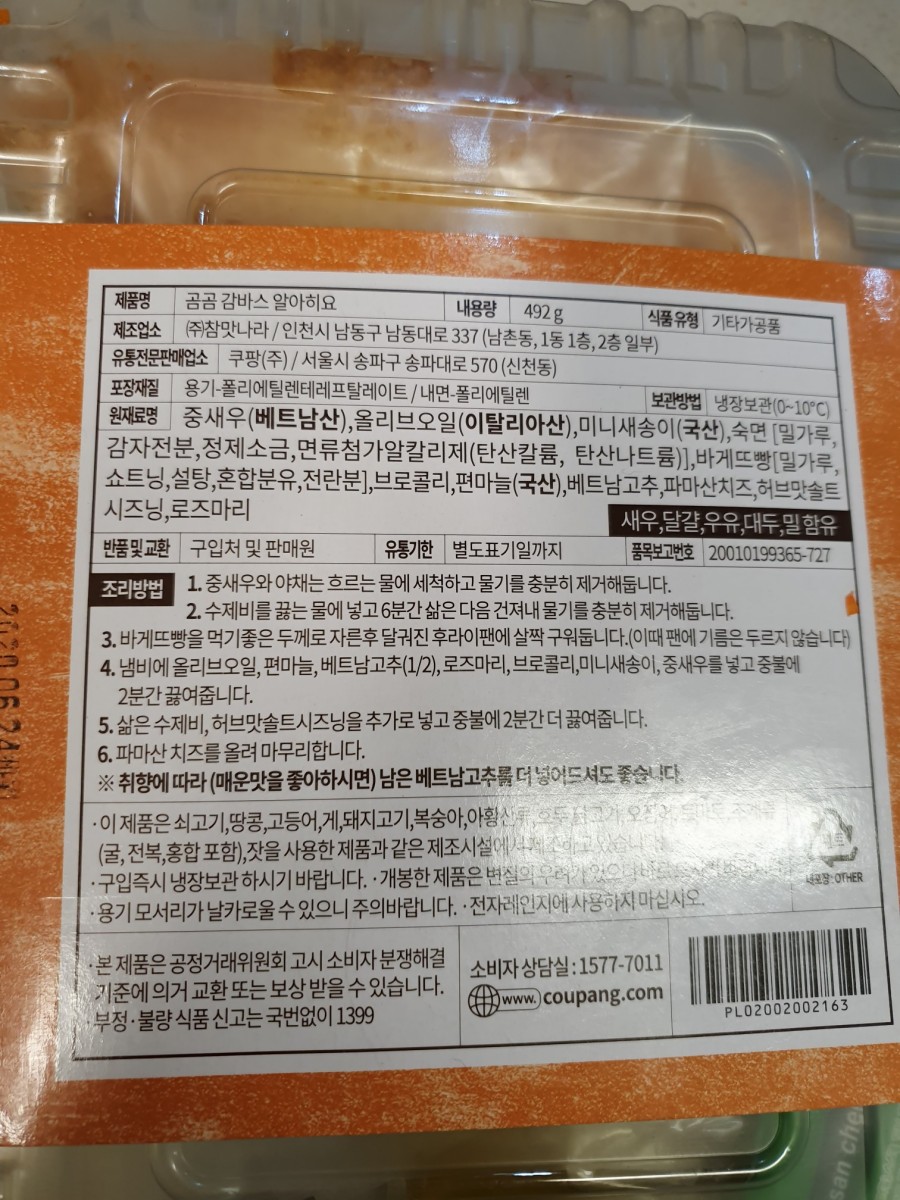 제품명 곰곰 감바스 알아히요 내용량 492g 식품유형 기타가공품
제조업소 ㈜참맛나라 / 인천시 남동구 남동대로 337 (남촌동, 1동 1층, 2층 일부)
유통전문판매업소 쿠팡(주) / 서울시 송파구 송파대로 570 (신천동)
포장재질 용기-폴리에틸렌테레프탈레이트 / 내면-폴리에틸렌 보관방법 냉장보관(0~10℃)
원재료명 중새우(베트남산),올리브오일(이탈리아산),미니새송이(국산),숙면 [밀가루,
감자전분,정제소금,면류첨가알칼리제(탄산칼륨, 탄산나트륨)],바게뜨빵[밀가루,
쇼트닝,설탕,혼합분유,전란분],브로콜리,편마늘(국산),베트남고추,파마산치즈,허브맛솔트
시즈닝,로즈마리
새우,달걀,우유,대두,밀 함유
반품 및 교환 구입처 및 판매원 유통기한 별도표기일까지 품목보고번호 20010199365-727
조리방법 1. 중새우와 야채는 흐르는 물에 세척하고 물기를 충분히 제거해둡니다.
2. 수제비를 끓는 물에 넣고 6분간 삶은 다음 건져내 물기를 충분히 제거해둡니다.
3. 바게뜨빵을 먹기좋은 두께로 자른후 달궈진 후라이팬에 살짝 구워둡니다.(이때 팬에 기름은 두르지 않습니다)
4. 냄비에 올리브오일, 편마늘, 베트남고추(1/2), 로즈마리, 브로콜리,미니새송이, 중새우를 넣고 중불에
2분간 끓여줍니다.
5. 삶은 수제비, 허브맛솔트시즈닝을 추가로 넣고 중불에 2분간 더 끓여줍니다.
6. 파마산 치즈를 올려 마무리합니다.
※ 취향에 따라 (매운맛을 좋아하시면) 남은 베트남고추를 더 넣어드셔도 좋습니다.
·이 제품은 쇠고기,땅콩,고등어,게,돼지고기,복숭아,아황산류,호두,닭고기,오징어,
(굴, 전복,홍합 포함),잣을 사용한 제품과 같은 제조시설에서 제조하고 있습니다.
·구입즉시 냉장보관 하시기 바랍니다. ·개봉한 제품은 변질의 우려가 있으니
·용기 모서리가 날카로울 수 있으니 주의바랍니다. ·전자레인지에 사용하지 마십시오.
OTHER
·본 제품은 공정거래위원회 고시 소비자 분쟁해결
기준에 의거 교환 또는 보상 받을 수 있습니다.
·부정·불량 식품 신고는 국번없이 1399
소비자 상담실 : 1577-7011
www. coupang.com
PL02002002163
2020.06.24